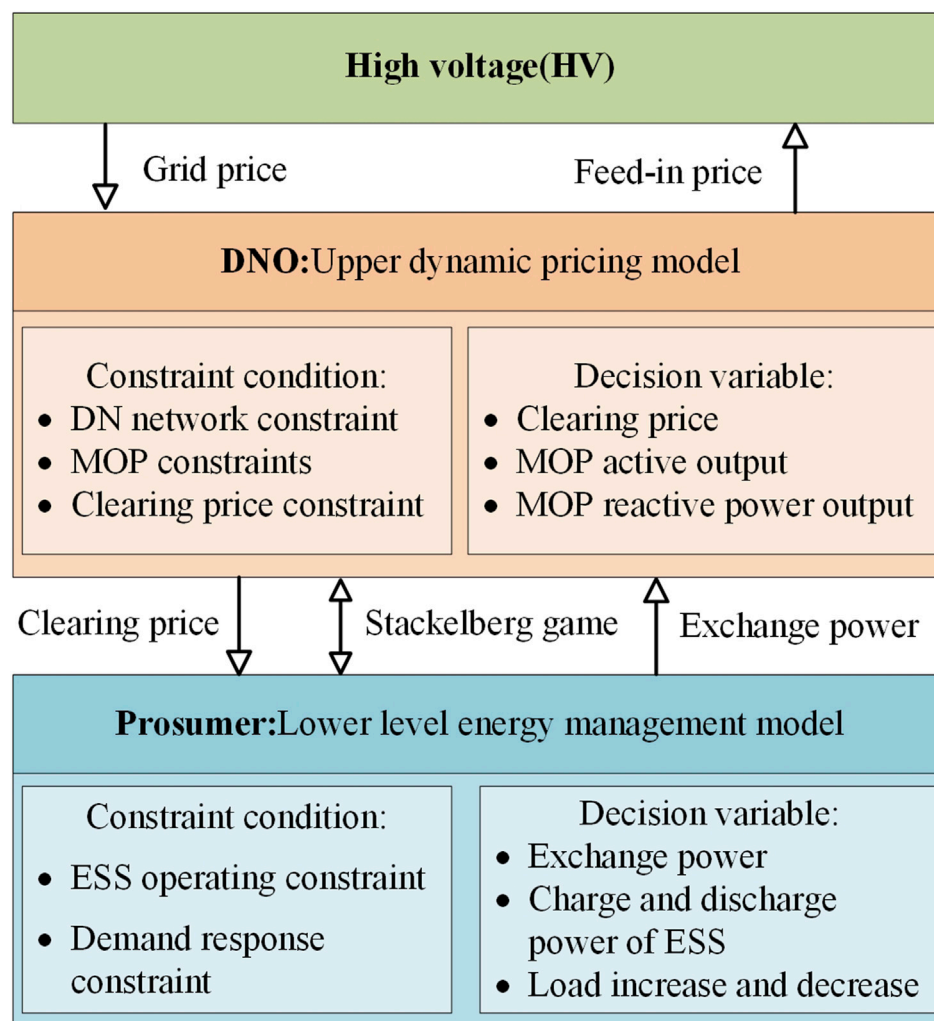 High voltage(HV)
Grid price
Feed-in price
DNO:Upper dynamic pricing model
Constraint condition:
• DN network constraint
• MOP constraints
• Clearing price constraint
Decision variable:
• Clearing price
• MOP active output
• MOP reactive power output
Clearing price
Stackelberg game
Exchange power
Prosumer:Lower level energy management model
Constraint condition:
• ESS operating constraint
• Demand response
constraint
Decision variable:
• Exchange power
• Charge and discharge
power of ESS
• Load increase and decrease